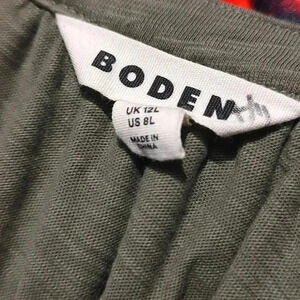 BODEN
UK 12L
US 8L
MADE IN
CHINA